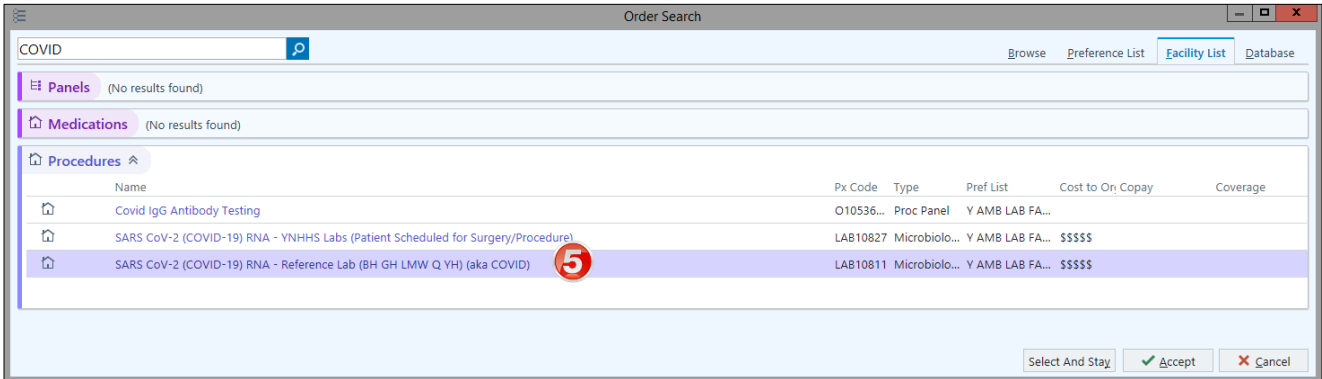 Order Search
COVID
Browse Preference List Facility List Database
Panels (No results found)
Medications (No results found)
Procedures
Name Px Code Type Pref List Cost to Org Copay Coverage
Covid IgG Antibody Testing O10536... Proc Panel Y AMB LAB FA...
SARS CoV-2 (COVID-19) RNA - YNHHS Labs (Patient Scheduled for Surgery/Procedure) LAB10827 Microbiolo... Y AMB LAB FA... $$$$$
SARS CoV-2 (COVID-19) RNA - Reference Lab (BH GH LMW Q YH) (aka COVID) 5 LAB10811 Microbiolo... Y AMB LAB FA... $$$$$
Select And Stay Accept Cancel